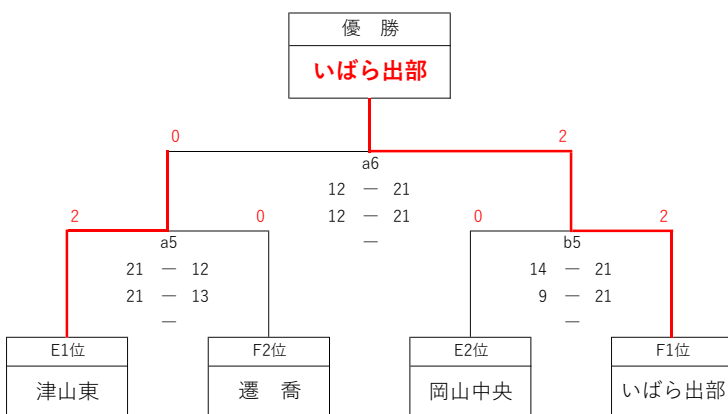 優 勝
いばら出部
0 2
a6
12 — 21
12 — 21
—
2 0 0 2
a5 b5
21 — 12 14 — 21
21 — 13 9 — 21
— —
E1位 F2位 E2位 F1位
津山東 遷 喬 岡山中央 いばら出部